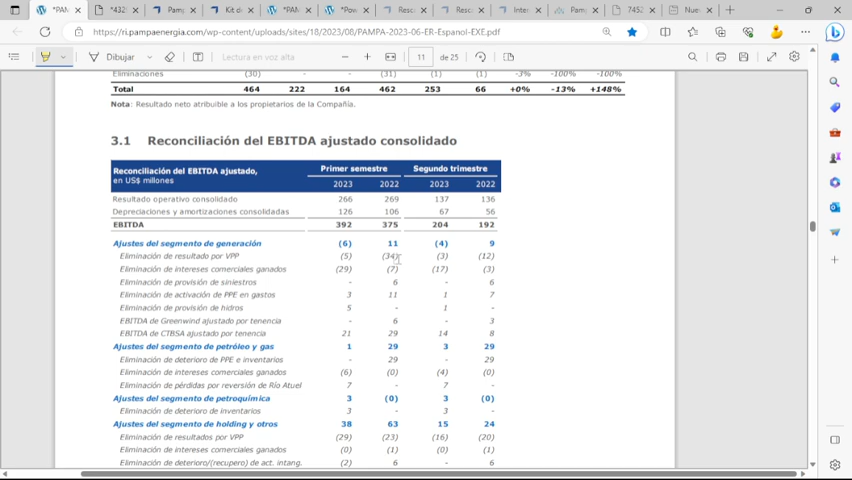 *PAM
*432
Pamp
Kit di
*PAM
*Pow
Resc
Resc
Inter
Pamp
7452
Nue
https://ri.pampaenergia.com/wp-content/uploads/sites/18/2023/08/PAMPA-2023-06-ER-Espanol-EXE.pdf
Dibujar
Lectura en voz alta
11 de 25
Eliminaciones (30) - - (31) (1) (1) -3% -100% -100%
Total 464 222 164 462 253 66 +0% -13% +148%
Nota: Resultado neto atribuible a los propietarios de la Compañía.
3.1 Reconciliación del EBITDA ajustado consolidado
Reconciliación del EBITDA ajustado, Primer semestre Segundo trimestre
en US$ millones 2023 2022 2023 2022
Resultado operativo consolidado 266 269 137 136
Depreciaciones y amortizaciones consolidadas 126 106 67 56
EBITDA 392 375 204 192
Ajustes del segmento de generación (6) 11 (4) 9
Eliminación de resultado por VPP (5) (34) (3) (12)
Eliminación de intereses comerciales ganados (29) (7) (17) (3)
Eliminación de provisión de siniestros - 6 - 6
Eliminación de activación de PPE en gastos 3 11 1 7
Eliminación de provisión de hidros 5 - 1 -
EBITDA de Greenwind ajustado por tenencia - 6 - 3
EBITDA de CTBSA ajustado por tenencia 21 29 14 8
Ajustes del segmento de petróleo y gas 1 29 3 29
Eliminación de deterioro de PPE e inventarios - 29 - 29
Eliminación de intereses comerciales ganados (6) (0) (4) (0)
Eliminación de pérdidas por reversión de Río Atuel 7 - 7 -
Ajustes del segmento de petroquímica 3 (0) 3 (0)
Eliminación de deterioro de inventarios 3 - 3 -
Ajustes del segmento de holding y otros 38 63 15 24
Eliminación de resultados por VPP (29) (23) (16) (20)
Eliminación de intereses comerciales ganados (0) (1) (0) (1)
Eliminación de deterioro/(recupero) de act. intang. (2) 6 - 6